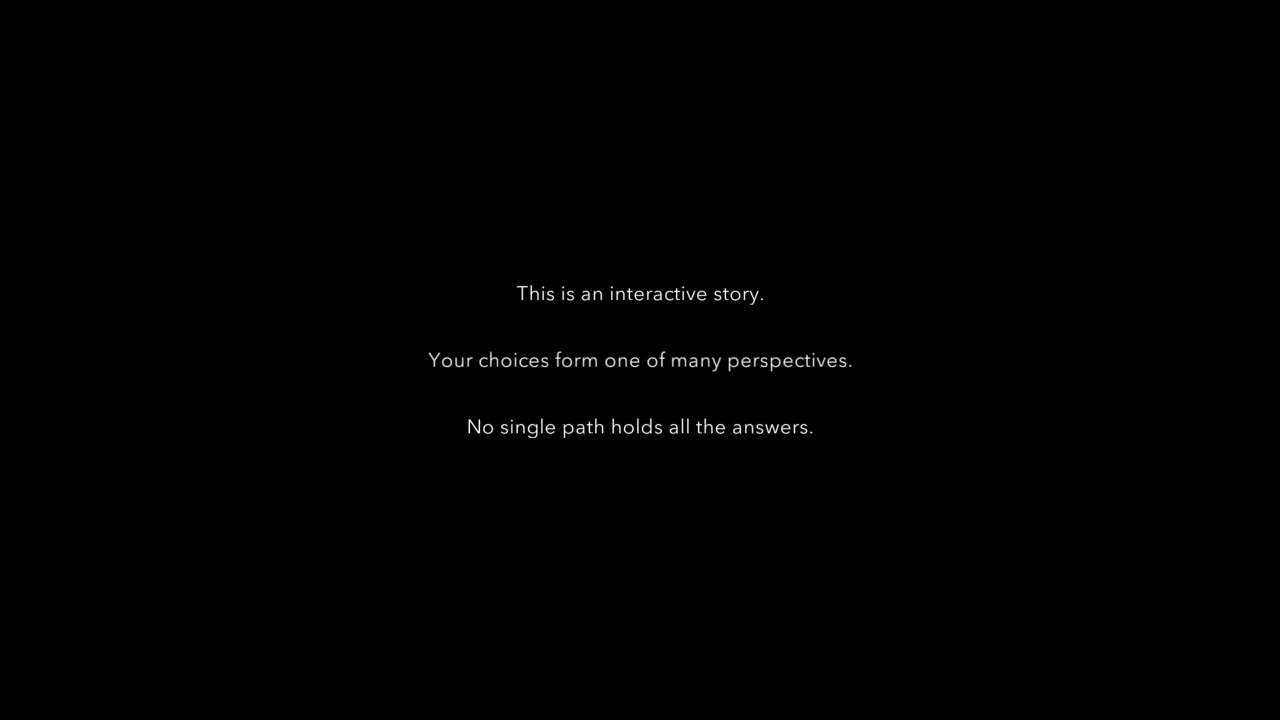 This is an interactive story.
Your choices form one of many perspectives.
No single path holds all the answers.